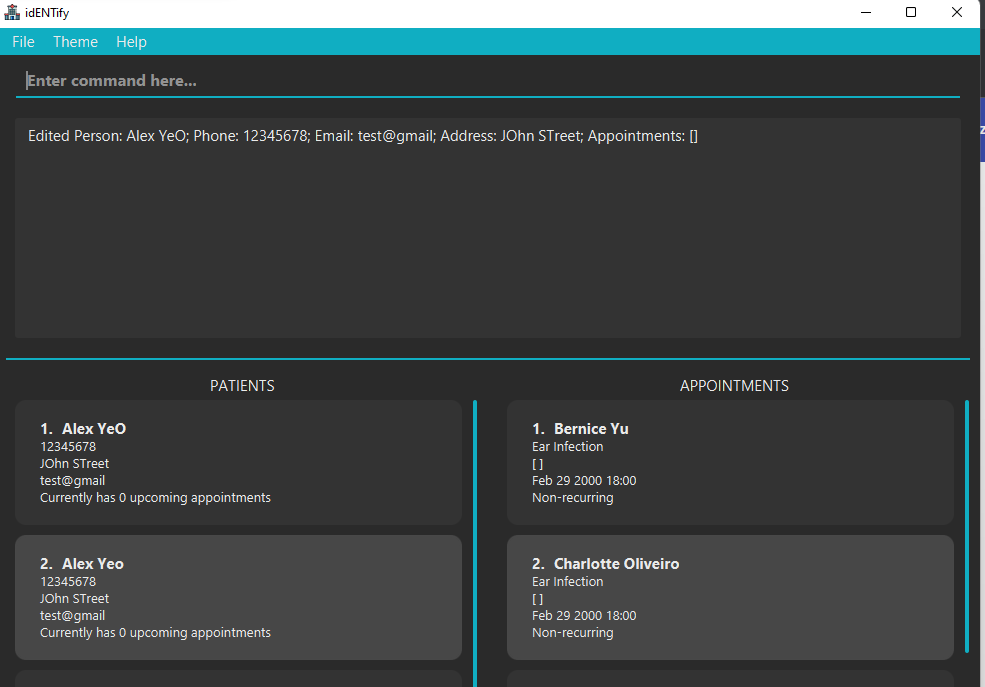 idENTify
File Theme Help
Enter command here...
Edited Person: Alex YeO; Phone: 12345678; Email: test@gmail; Address: JOhn STreet; Appointments: []
PATIENTS
1. Alex YeO
12345678
JOhn STreet
test@gmail
Currently has 0 upcoming appointments
2. Alex Yeo
12345678
JOhn STreet
test@gmail
Currently has 0 upcoming appointments
APPOINTMENTS
1. Bernice Yu
Ear Infection
[ ]
Feb 29 2000 18:00
Non-recurring
2. Charlotte Oliveiro
Ear Infection
[ ]
Feb 29 2000 18:00
Non-recurring